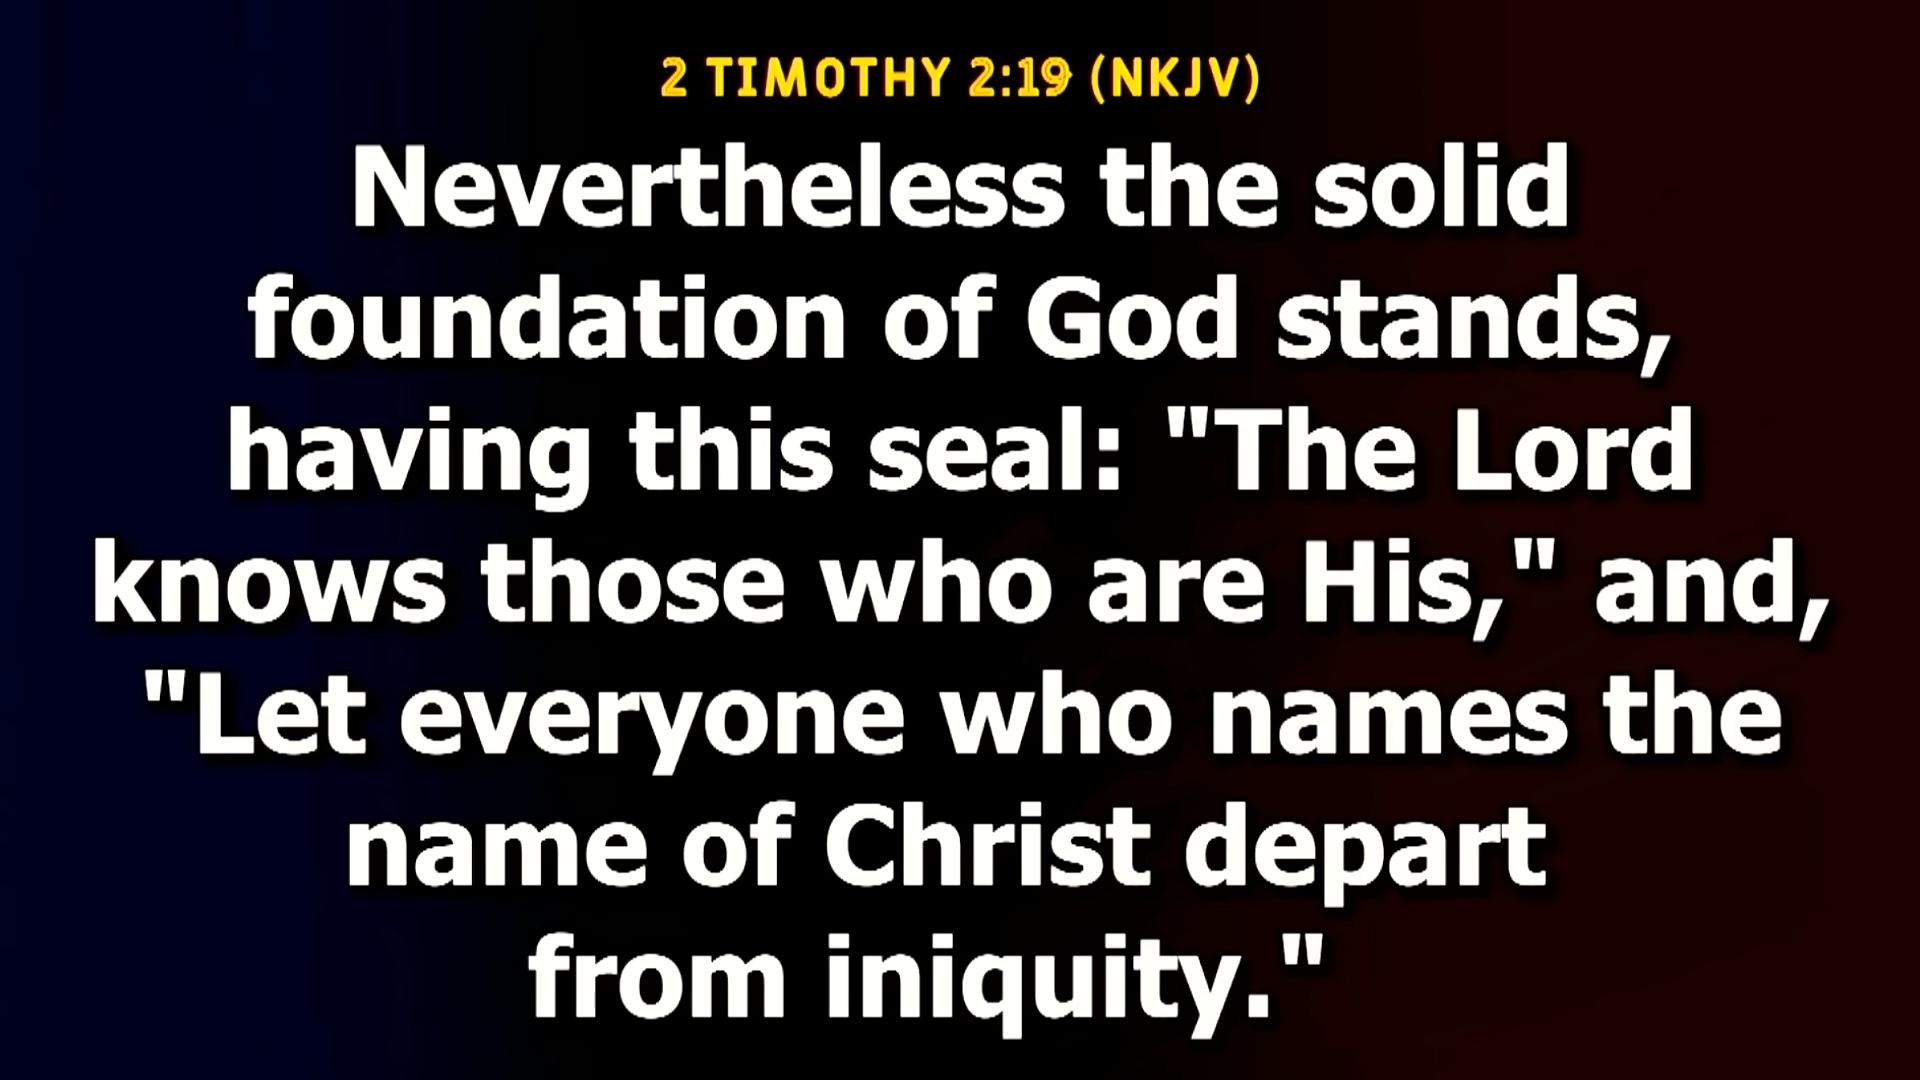 2 TIMOTHY 2:19 (NKJV)
Nevertheless the solid
foundation of God stands,
having this seal: "The Lord
knows those who are His," and,
"Let everyone who names the
name of Christ depart
from iniquity."